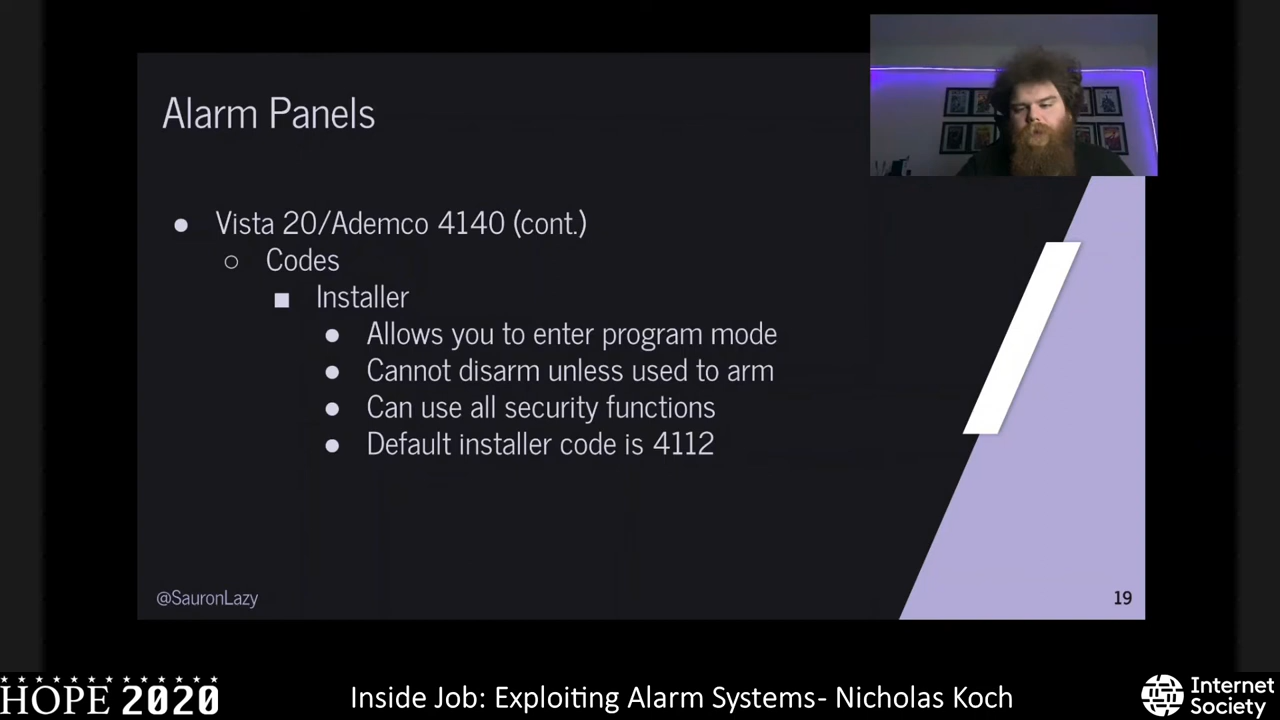 Alarm Panels
● Vista 20/Ademco 4140 (cont.)
○ Codes
■ Installer
● Allows you to enter program mode
● Cannot disarm unless used to arm
● Can use all security functions
● Default installer code is 4112
@SauronLazy
19
HOPE 2020
Inside Job: Exploiting Alarm Systems- Nicholas Koch
Internet
Society